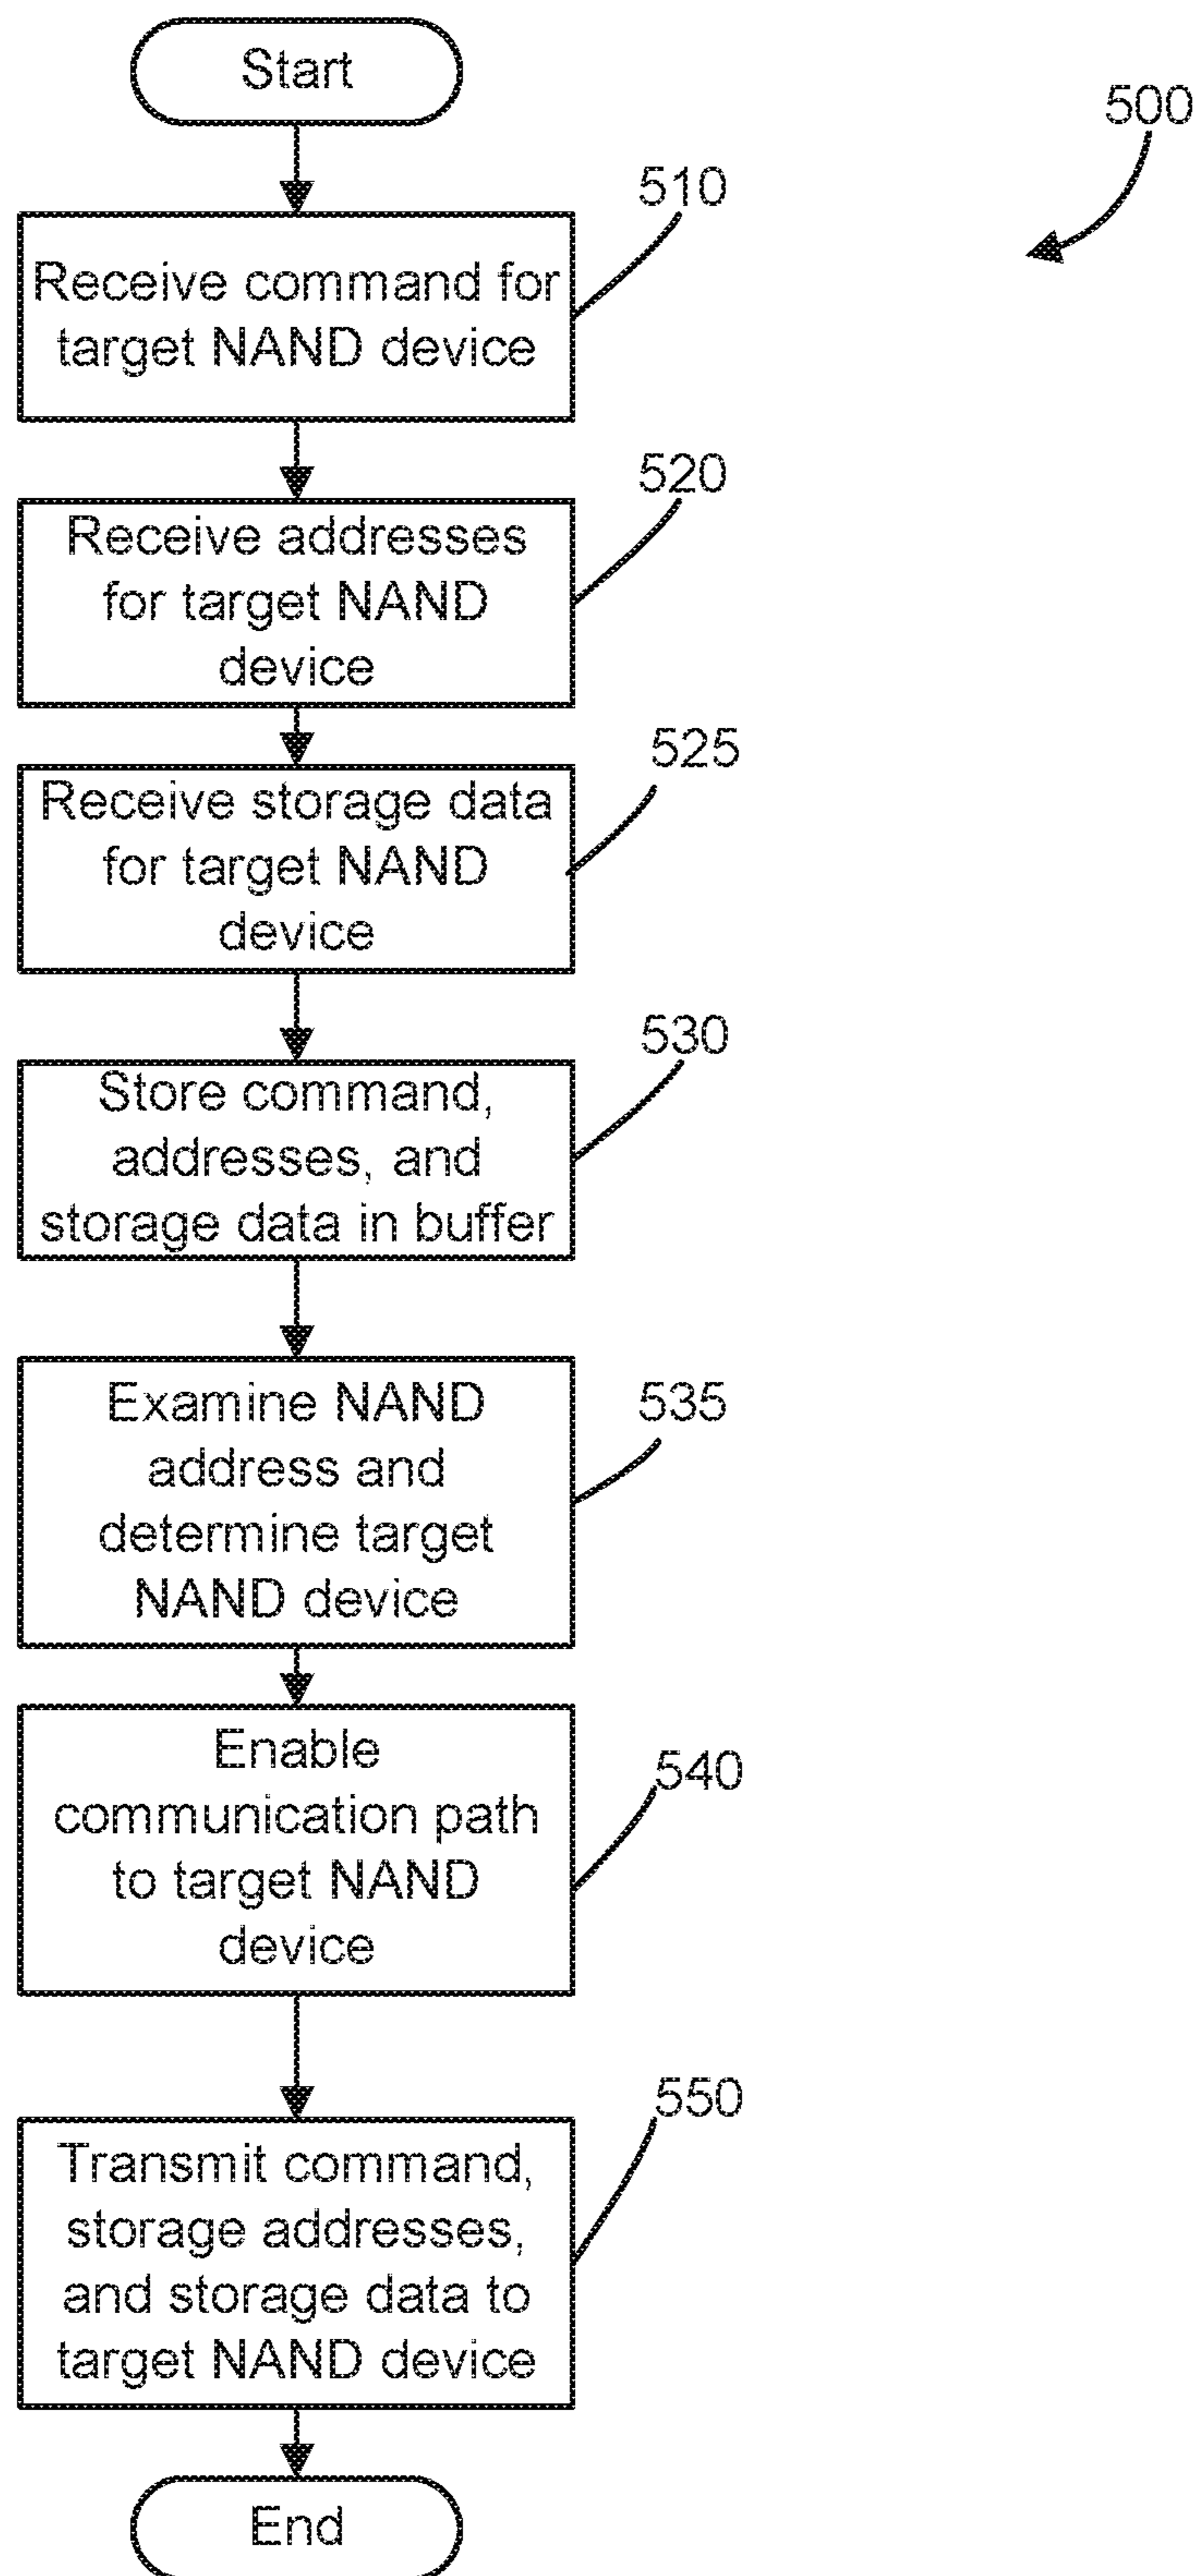 Start
500
510
Receive command for
target NAND device
520
Receive addresses
for target NAND
device
525
Receive storage data
for target NAND
device
530
Store command,
addresses, and
storage data in buffer
535
Examine NAND
address and
determine target
NAND device
540
Enable
communication path
to target NAND
device
550
Transmit command,
storage addresses,
and storage data to
target NAND device
End